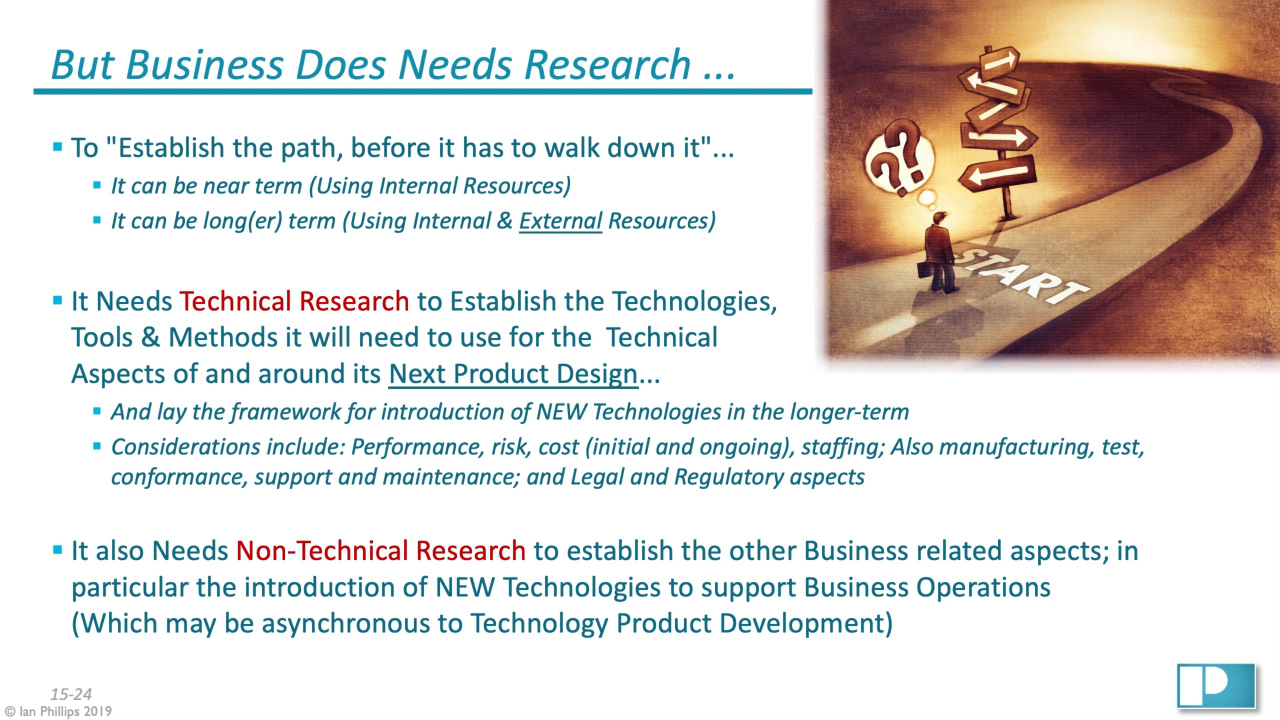 But Business Does Needs Research ...
To "Establish the path, before it has to walk down it"...
It can be near term (Using Internal Resources)
It can be long(er) term (Using Internal & External Resources)
??
START
It Needs Technical Research to Establish the Technologies,
Tools & Methods it will need to use for the Technical
Aspects of and around its Next Product Design...
And lay the framework for introduction of NEW Technologies in the longer-term
Considerations include: Performance, risk, cost (initial and ongoing), staffing; Also manufacturing, test,
conformance, support and maintenance; and Legal and Regulatory aspects
It also Needs Non-Technical Research to establish the other Business related aspects; in
particular the introduction of NEW Technologies to support Business Operations
(Which may be asynchronous to Technology Product Development)
15-24
© Ian Phillips 2019
P